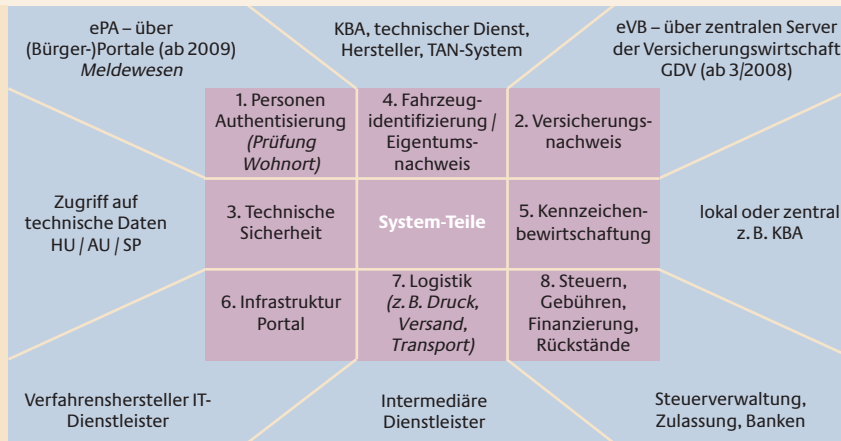 ePA – über
(Bürger-)Portale (ab 2009)
Meldewesen
KBA, technischer Dienst,
Hersteller, TAN-System
eVB – über zentralen Server
der Versicherungswirtschaft
GDV (ab 3/2008)
1. Personen
Authentisierung
(Prüfung
Wohnort)
4. Fahrzeug-
identifizierung /
Eigentums-
nachweis
2. Versicherungs-
nachweis
Zugriff auf
technische Daten
HU / AU / SP
3. Technische
Sicherheit
System-Teile
5. Kennzeichen-
bewirtschaftung
lokal oder zentral
z. B. KBA
6. Infrastruktur
Portal
7. Logistik
(z. B. Druck,
Versand,
Transport)
8. Steuern,
Gebühren,
Finanzierung,
Rückstände
Verfahrenshersteller IT-
Dienstleister
Intermediäre
Dienstleister
Steuerverwaltung,
Zulassung, Banken